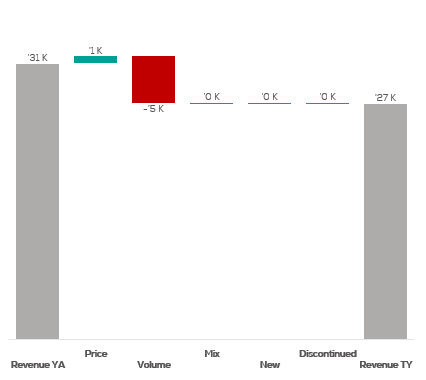 '1 K
'31 K
'0 K
'0 K
'0 K
'27 K
-'5 K
Price
Mix
Discontinued
Revenue YA
Volume
New
Revenue TY